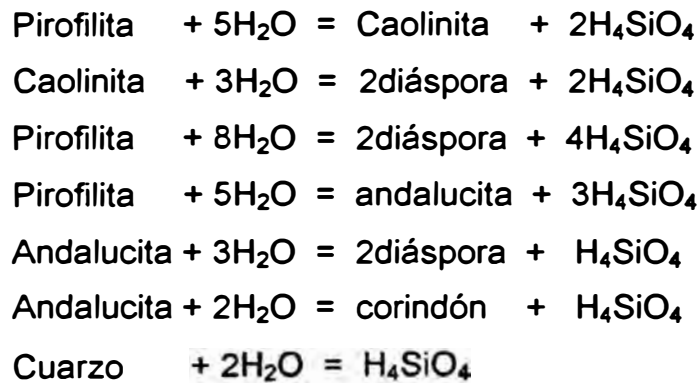 Pirofilita + 5H₂O = Caolinita + 2H₄SiO₄
Caolinita + 3H₂O = 2diáspora + 2H₄SiO₄
Pirofilita + 8H₂O = 2diáspora + 4H₄SiO₄
Pirofilita + 5H₂O = andalucita + 3H₄SiO₄
Andalucita + 3H₂O = 2diáspora + H₄SiO₄
Andalucita + 2H₂O = corindón + H₄SiO₄
Cuarzo + 2H₂O = H₄SiO₄